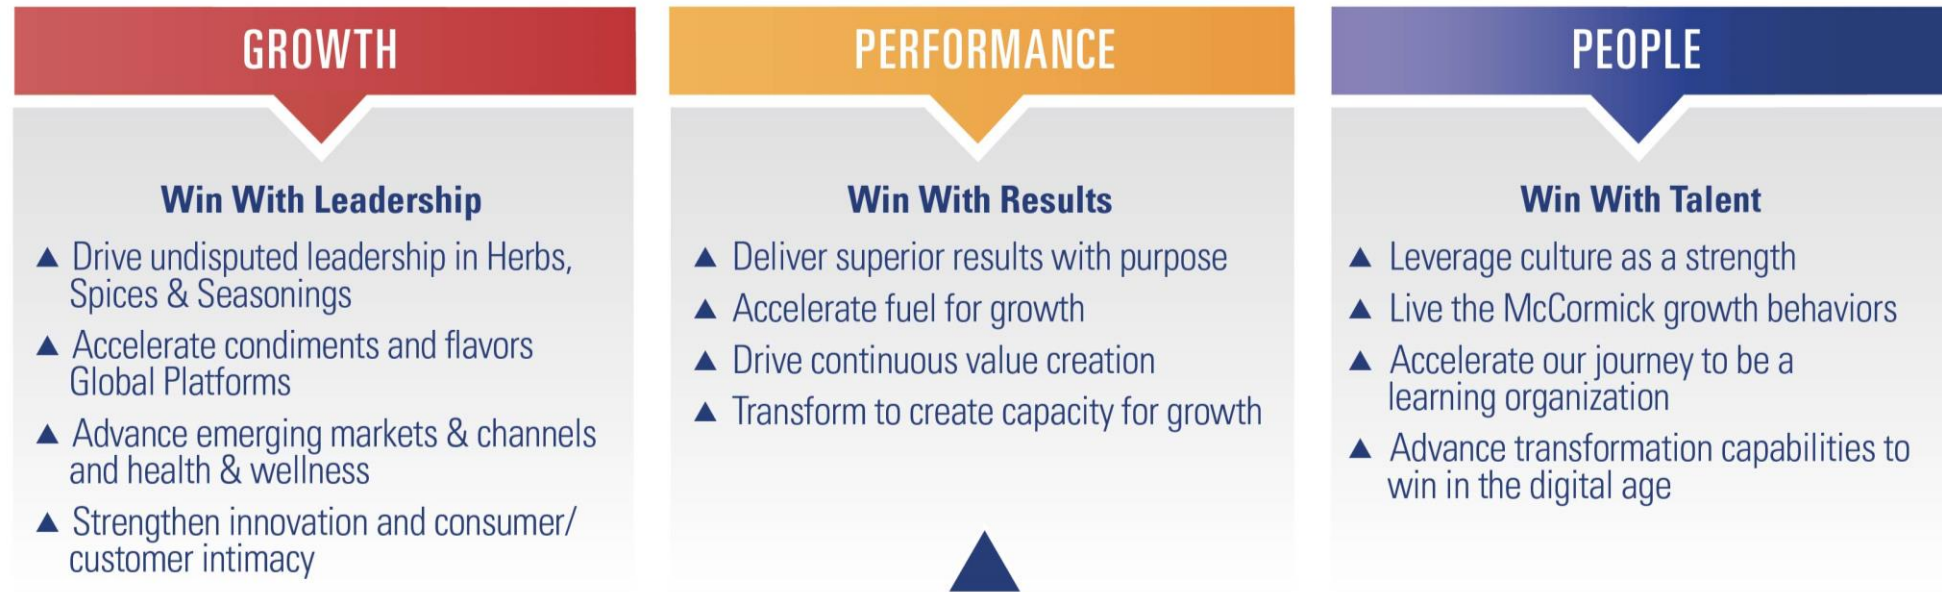 GROWTH
Win With Leadership
▲ Drive undisputed leadership in Herbs,
Spices & Seasonings
▲ Accelerate condiments and flavors
Global Platforms
▲ Advance emerging markets & channels
and health & wellness
▲ Strengthen innovation and consumer/
customer intimacy
PERFORMANCE
Win With Results
▲ Deliver superior results with purpose
▲ Accelerate fuel for growth
▲ Drive continuous value creation
▲ Transform to create capacity for growth
PEOPLE
Win With Talent
▲ Leverage culture as a strength
▲ Live the McCormick growth behaviors
▲ Accelerate our journey to be a
learning organization
▲ Advance transformation capabilities to
win in the digital age